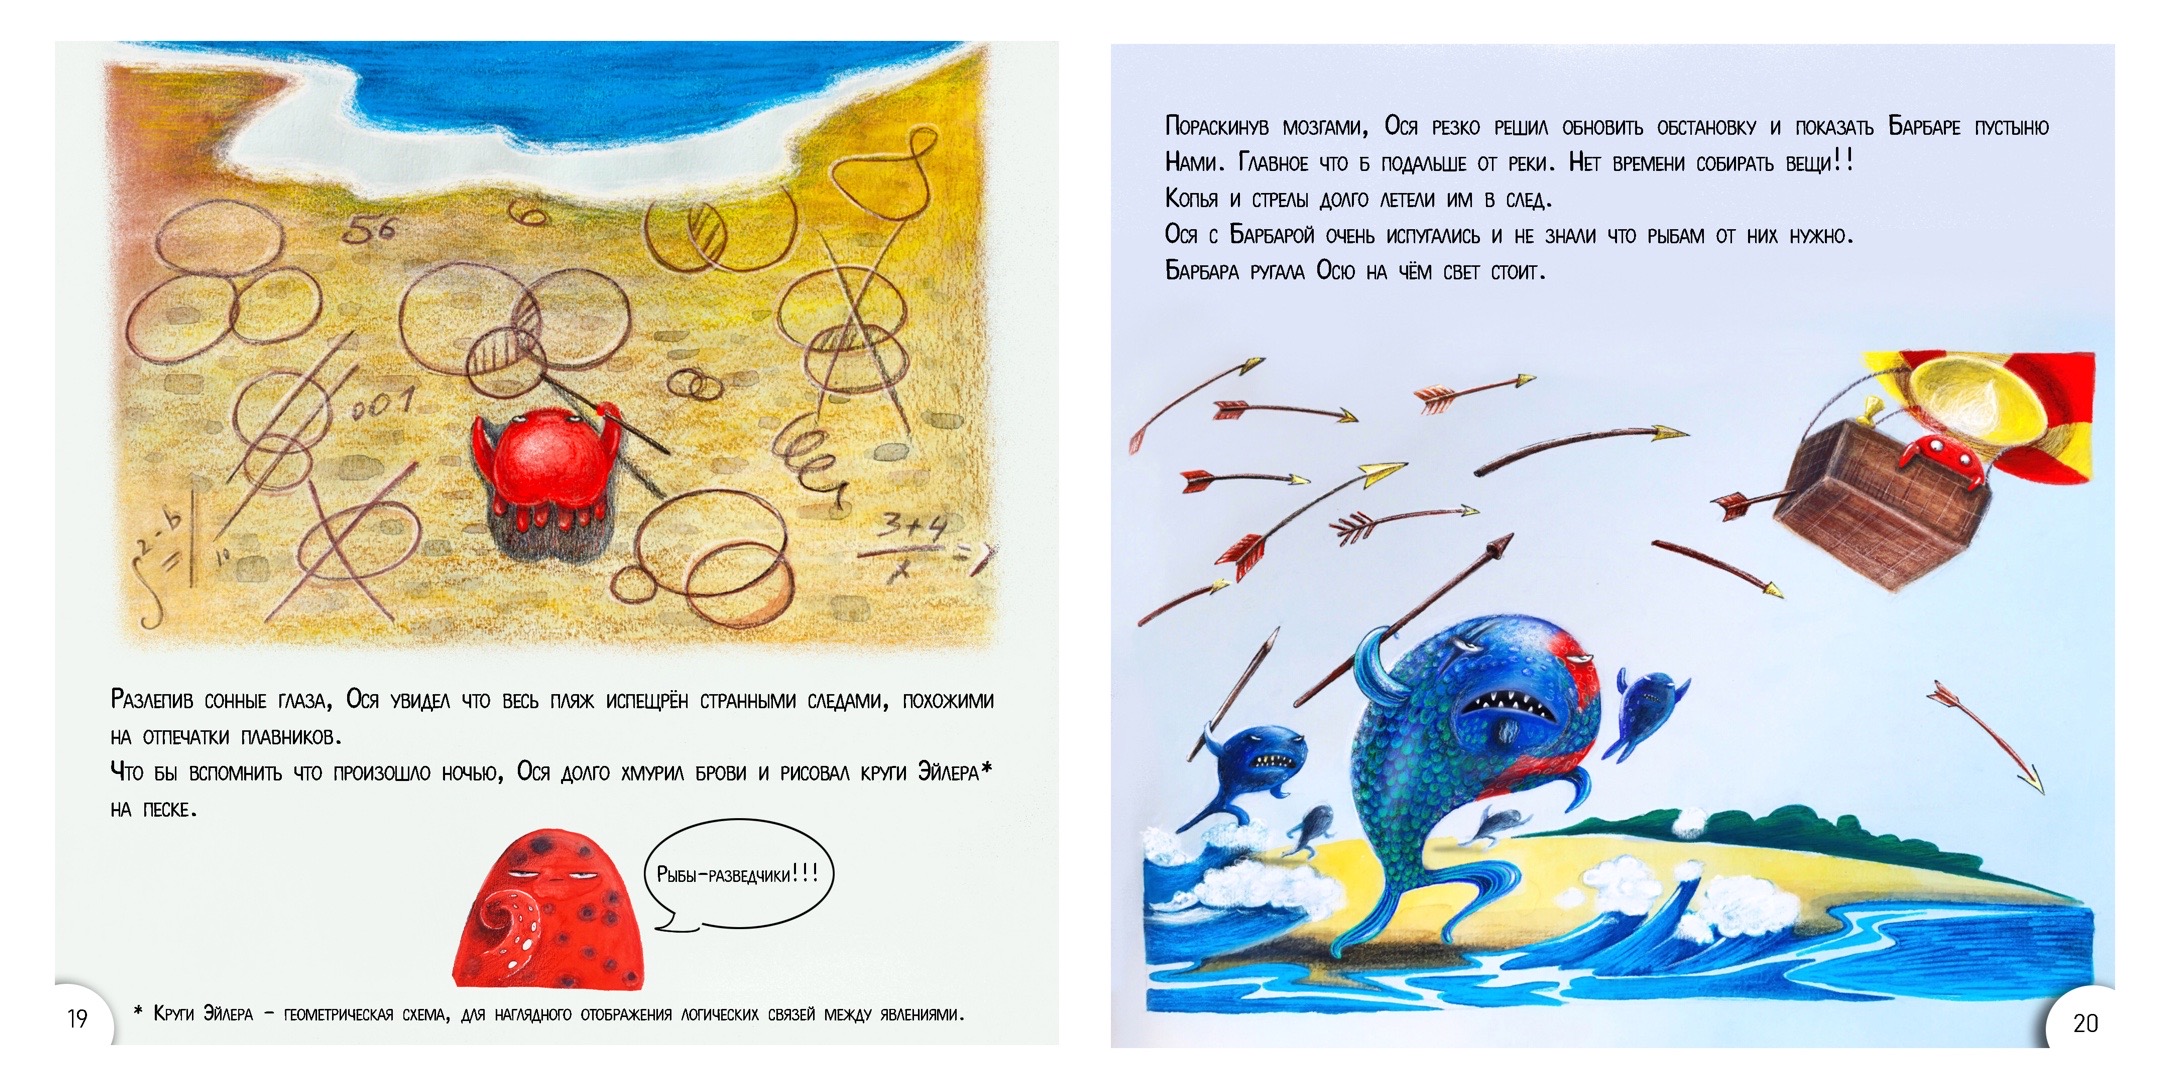 56
6
001
3+4
x
Разлепив сонные глаза, Ося увидел что весь пляж испещрён странными следами, похожими
на отпечатки плавников.
Что бы вспомнить что произошло ночью, Ося долго хмурил брови и рисовал круги Эйлера*
на песке.
Рыбы-разведчики!!!
* Круги Эйлера - геометрическая схема, для наглядного отображения логических связей между явлениями.
19
Пораскинув мозгами, Ося резко решил обновить обстановку и показать Барбаре пустыню
Нами. Главное что б подальше от реки. Нет времени собирать вещи!!
Копья и стрелы долго летели им в след.
Ося с Барбарой очень испугались и не знали что рыбам от них нужно.
Барбара ругала Осю на чём свет стоит.
20